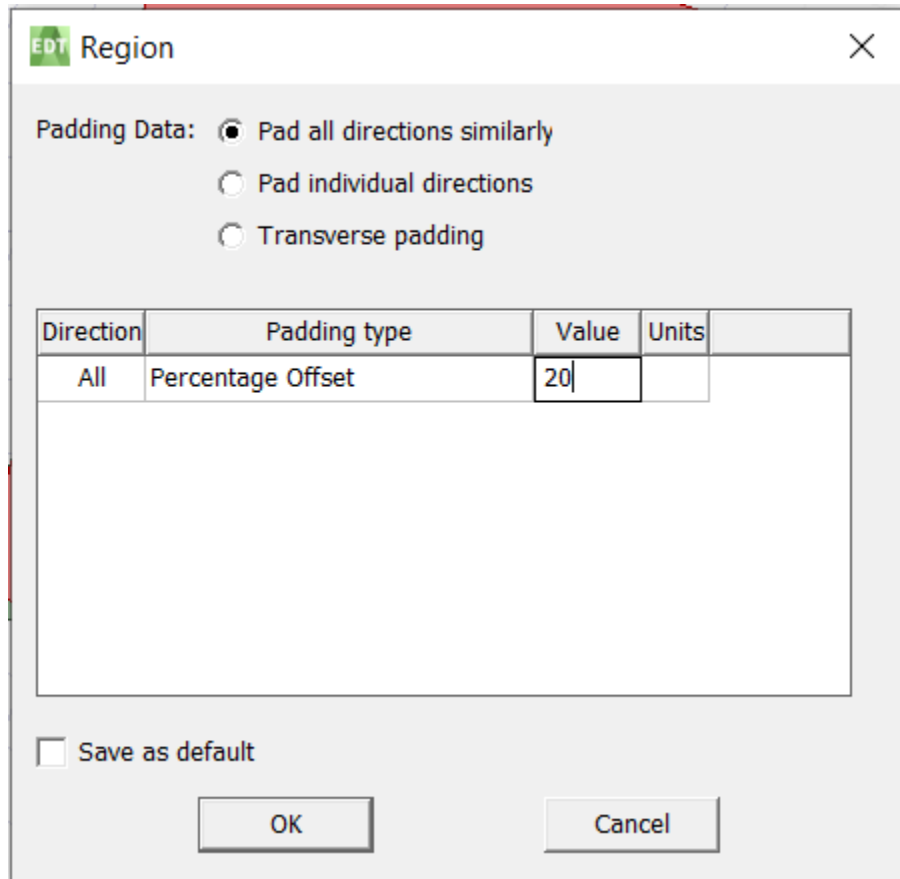 EDT Region
Padding Data: Pad all directions similarly
Pad individual directions
Transverse padding
Direction Padding type Value Units
All Percentage Offset 20
Save as default
OK Cancel